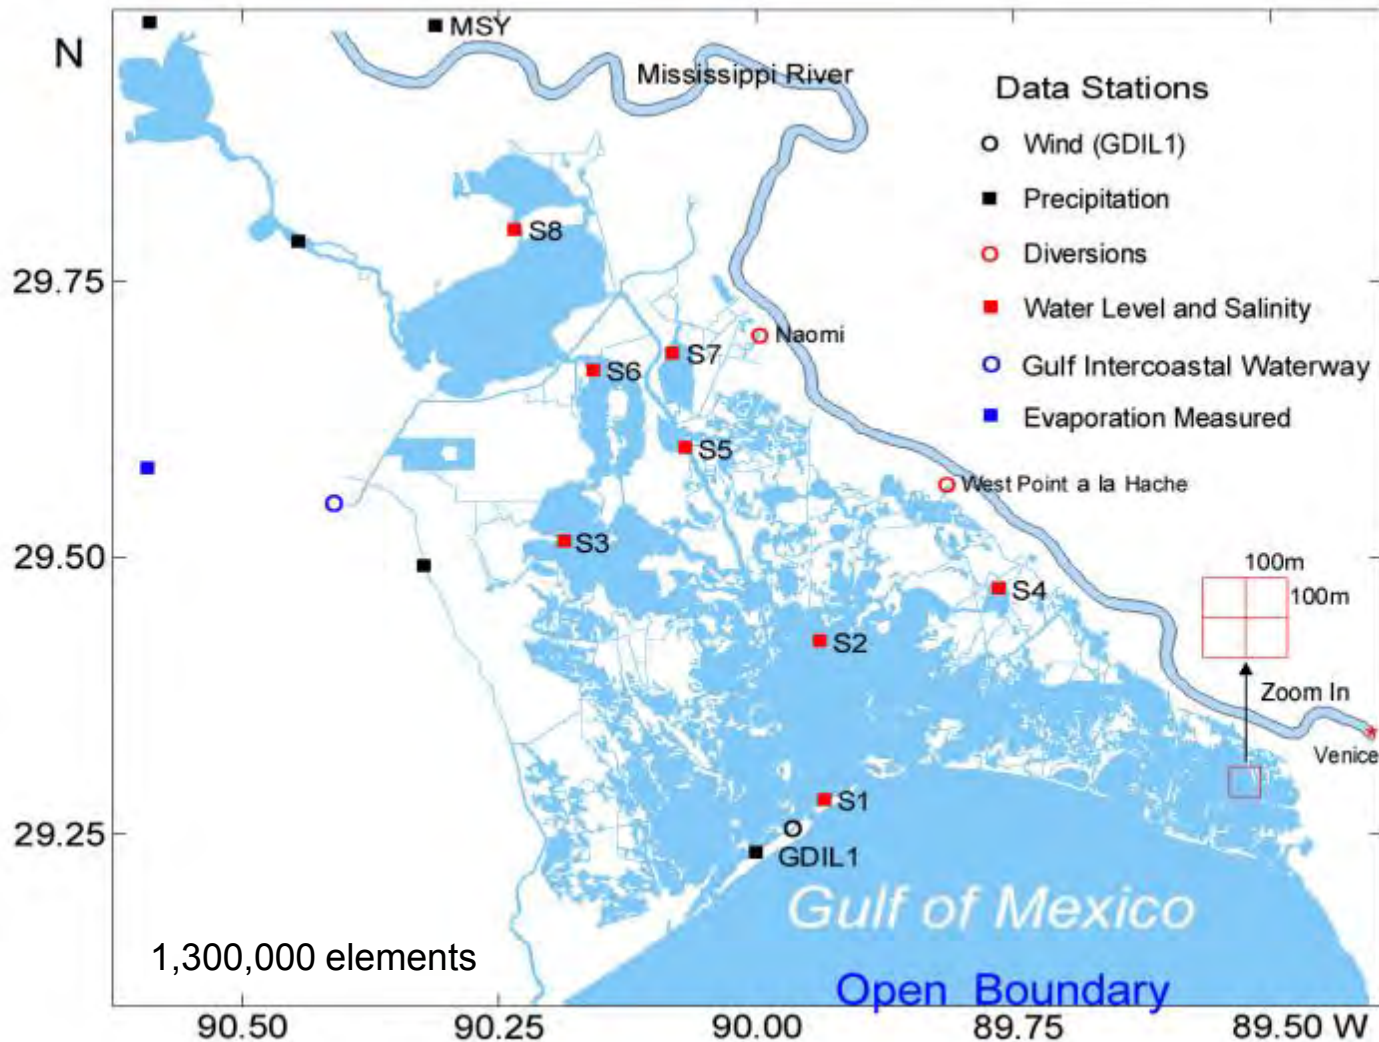 N
MSY
Mississippi River
Data Stations
Wind (GDIL1)
Precipitation
Diversions
Water Level and Salinity
Gulf Intercoastal Waterway
Evaporation Measured
S8
29.75
Naomi
S7
S6
S5
West Point a la Hache
29.50
S3
100m
100m
S4
S2
Zoom In
Venice
S1
29.25
GDIL1
Gulf of Mexico
1,300,000 elements
Open Boundary
90.50
90.25
90.00
89.75
89.50 W